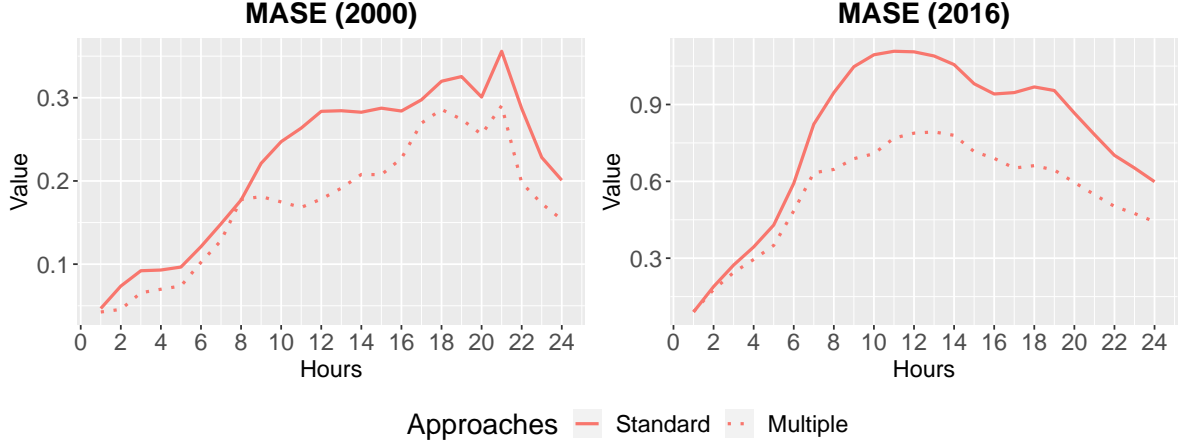 MASE (2000)
Value
0.3
0.2
0.1
0 2 4 6 8 10 12 14 16 18 20 22 24
Hours
MASE (2016)
Value
0.9
0.6
0.3
0 2 4 6 8 10 12 14 16 18 20 22 24
Hours
Approaches Standard Multiple